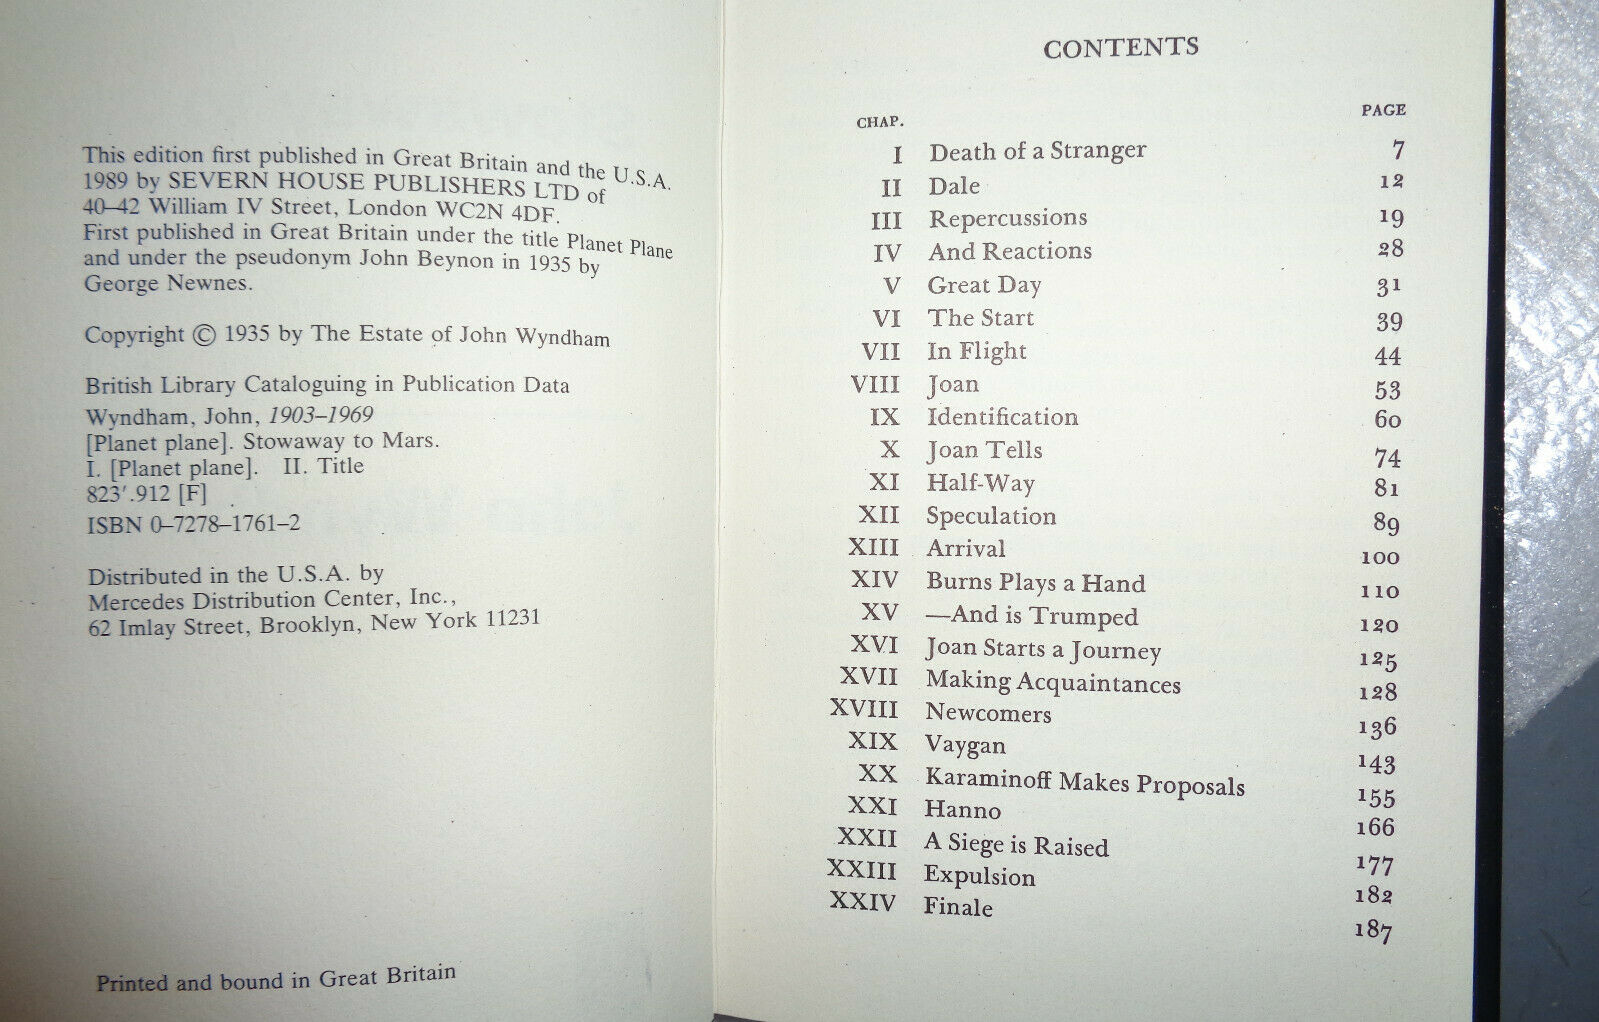 This edition first published in Great Britain and the U.S.A.
1989 by SEVERN HOUSE PUBLISHERS LTD of
40–42 William IV Street, London WC2N 4DF.
First published in Great Britain under the title Planet Plane
and under the pseudonym John Beynon in 1935 by
George Newnes.
Copyright © 1935 by The Estate of John Wyndham
British Library Cataloguing in Publication Data
Wyndham, John, 1903–1969
[Planet plane]. Stowaway to Mars.
I. [Planet plane]. II. Title
823'.912 [F]
ISBN 0–7278–1761–2
Distributed in the U.S.A. by
Mercedes Distribution Center, Inc.,
62 Imlay Street, Brooklyn, New York 11231
Printed and bound in Great Britain
CONTENTS
CHAP. PAGE
I Death of a Stranger 7
II Dale 12
III Repercussions 19
IV And Reactions 28
V Great Day 31
VI The Start 39
VII In Flight 44
VIII Joan 53
IX Identification 60
X Joan Tells 74
XI Half-Way 81
XII Speculation 89
XIII Arrival 100
XIV Burns Plays a Hand 110
XV —And is Trumped 120
XVI Joan Starts a Journey 125
XVII Making Acquaintances 128
XVIII Newcomers 136
XIX Vaygan 143
XX Karaminoff Makes Proposals 155
XXI Hanno 166
XXII A Siege is Raised 177
XXIII Expulsion 182
XXIV Finale 187